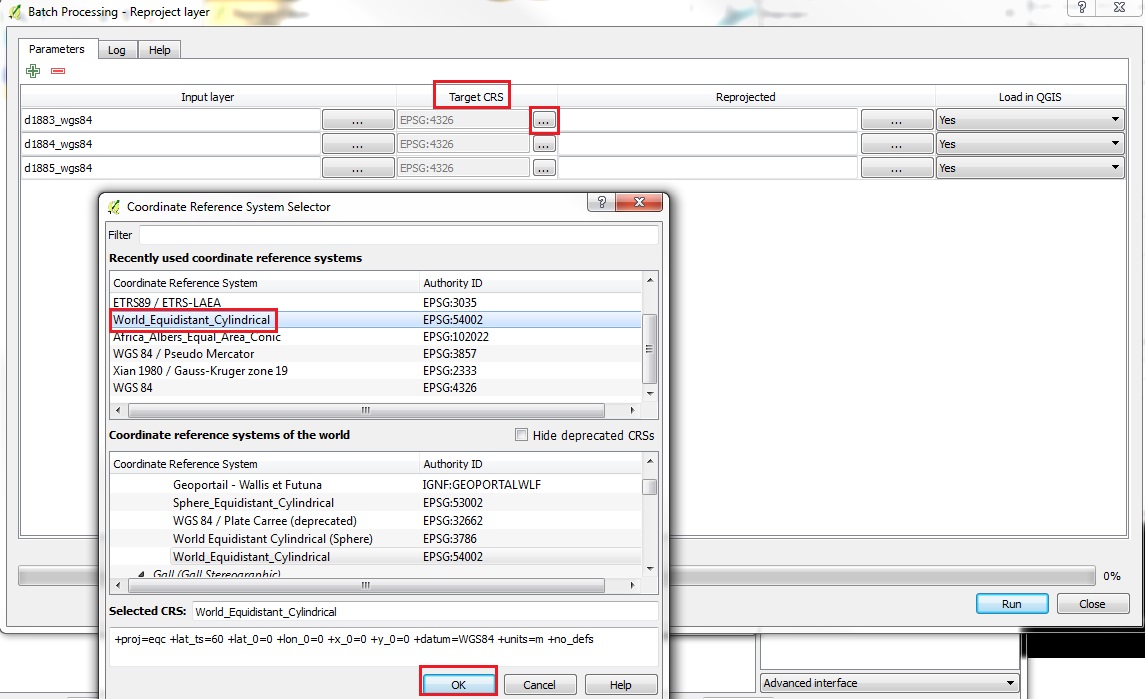 Batch Processing - Reproject layer
Parameters Log Help
Input layer Target CRS Reprojected Load in QGIS
d1883_wgs84 ... EPSG:4326 ... ... Yes
d1884_wgs84 ... EPSG:4326 ... ... Yes
d1885_wgs84 ... EPSG:4326 ... ... Yes
Coordinate Reference System Selector
Filter
Recently used coordinate reference systems
Coordinate Reference System Authority ID
ETRS89 / ETRS-LAEA EPSG:3035
World_Equidistant_Cylindrical EPSG:54002
Africa_Albers_Equal_Area_Conic EPSG:102022
WGS 84 / Pseudo Mercator EPSG:3857
Xian 1980 / Gauss-Kruger zone 19 EPSG:2333
WGS 84 EPSG:4326
Coordinate reference systems of the world Hide deprecated CRSs
Coordinate Reference System Authority ID
Geoportail - Wallis et Futuna IGNF:GEOPORTALWLF
Sphere_Equidistant_Cylindrical EPSG:53002
WGS 84 / Plate Carree (deprecated) EPSG:32662
World Equidistant Cylindrical (Sphere) EPSG:3786
World_Equidistant_Cylindrical EPSG:54002
Gall (Gall Stereographic)
0%
Selected CRS: World_Equidistant_Cylindrical
Run Close
+proj=eqc +lat_ts=60 +lat_0=0 +lon_0=0 +x_0=0 +y_0=0 +datum=WGS84 +units=m +no_defs
OK Cancel Help
Advanced interface